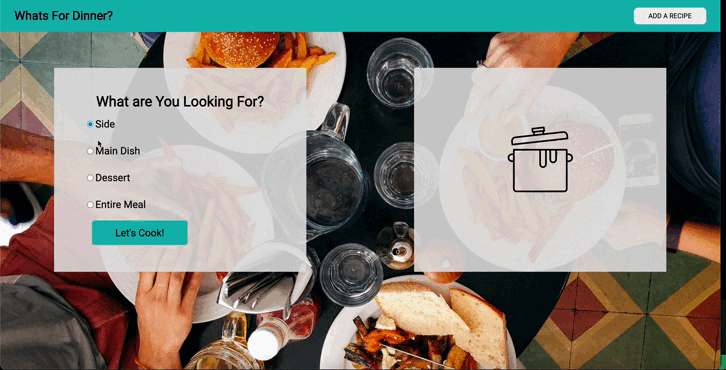 Whats For Dinner?
ADD A RECIPE
What are You Looking For?
Side
Main Dish
Dessert
Entire Meal
Let's Cook!